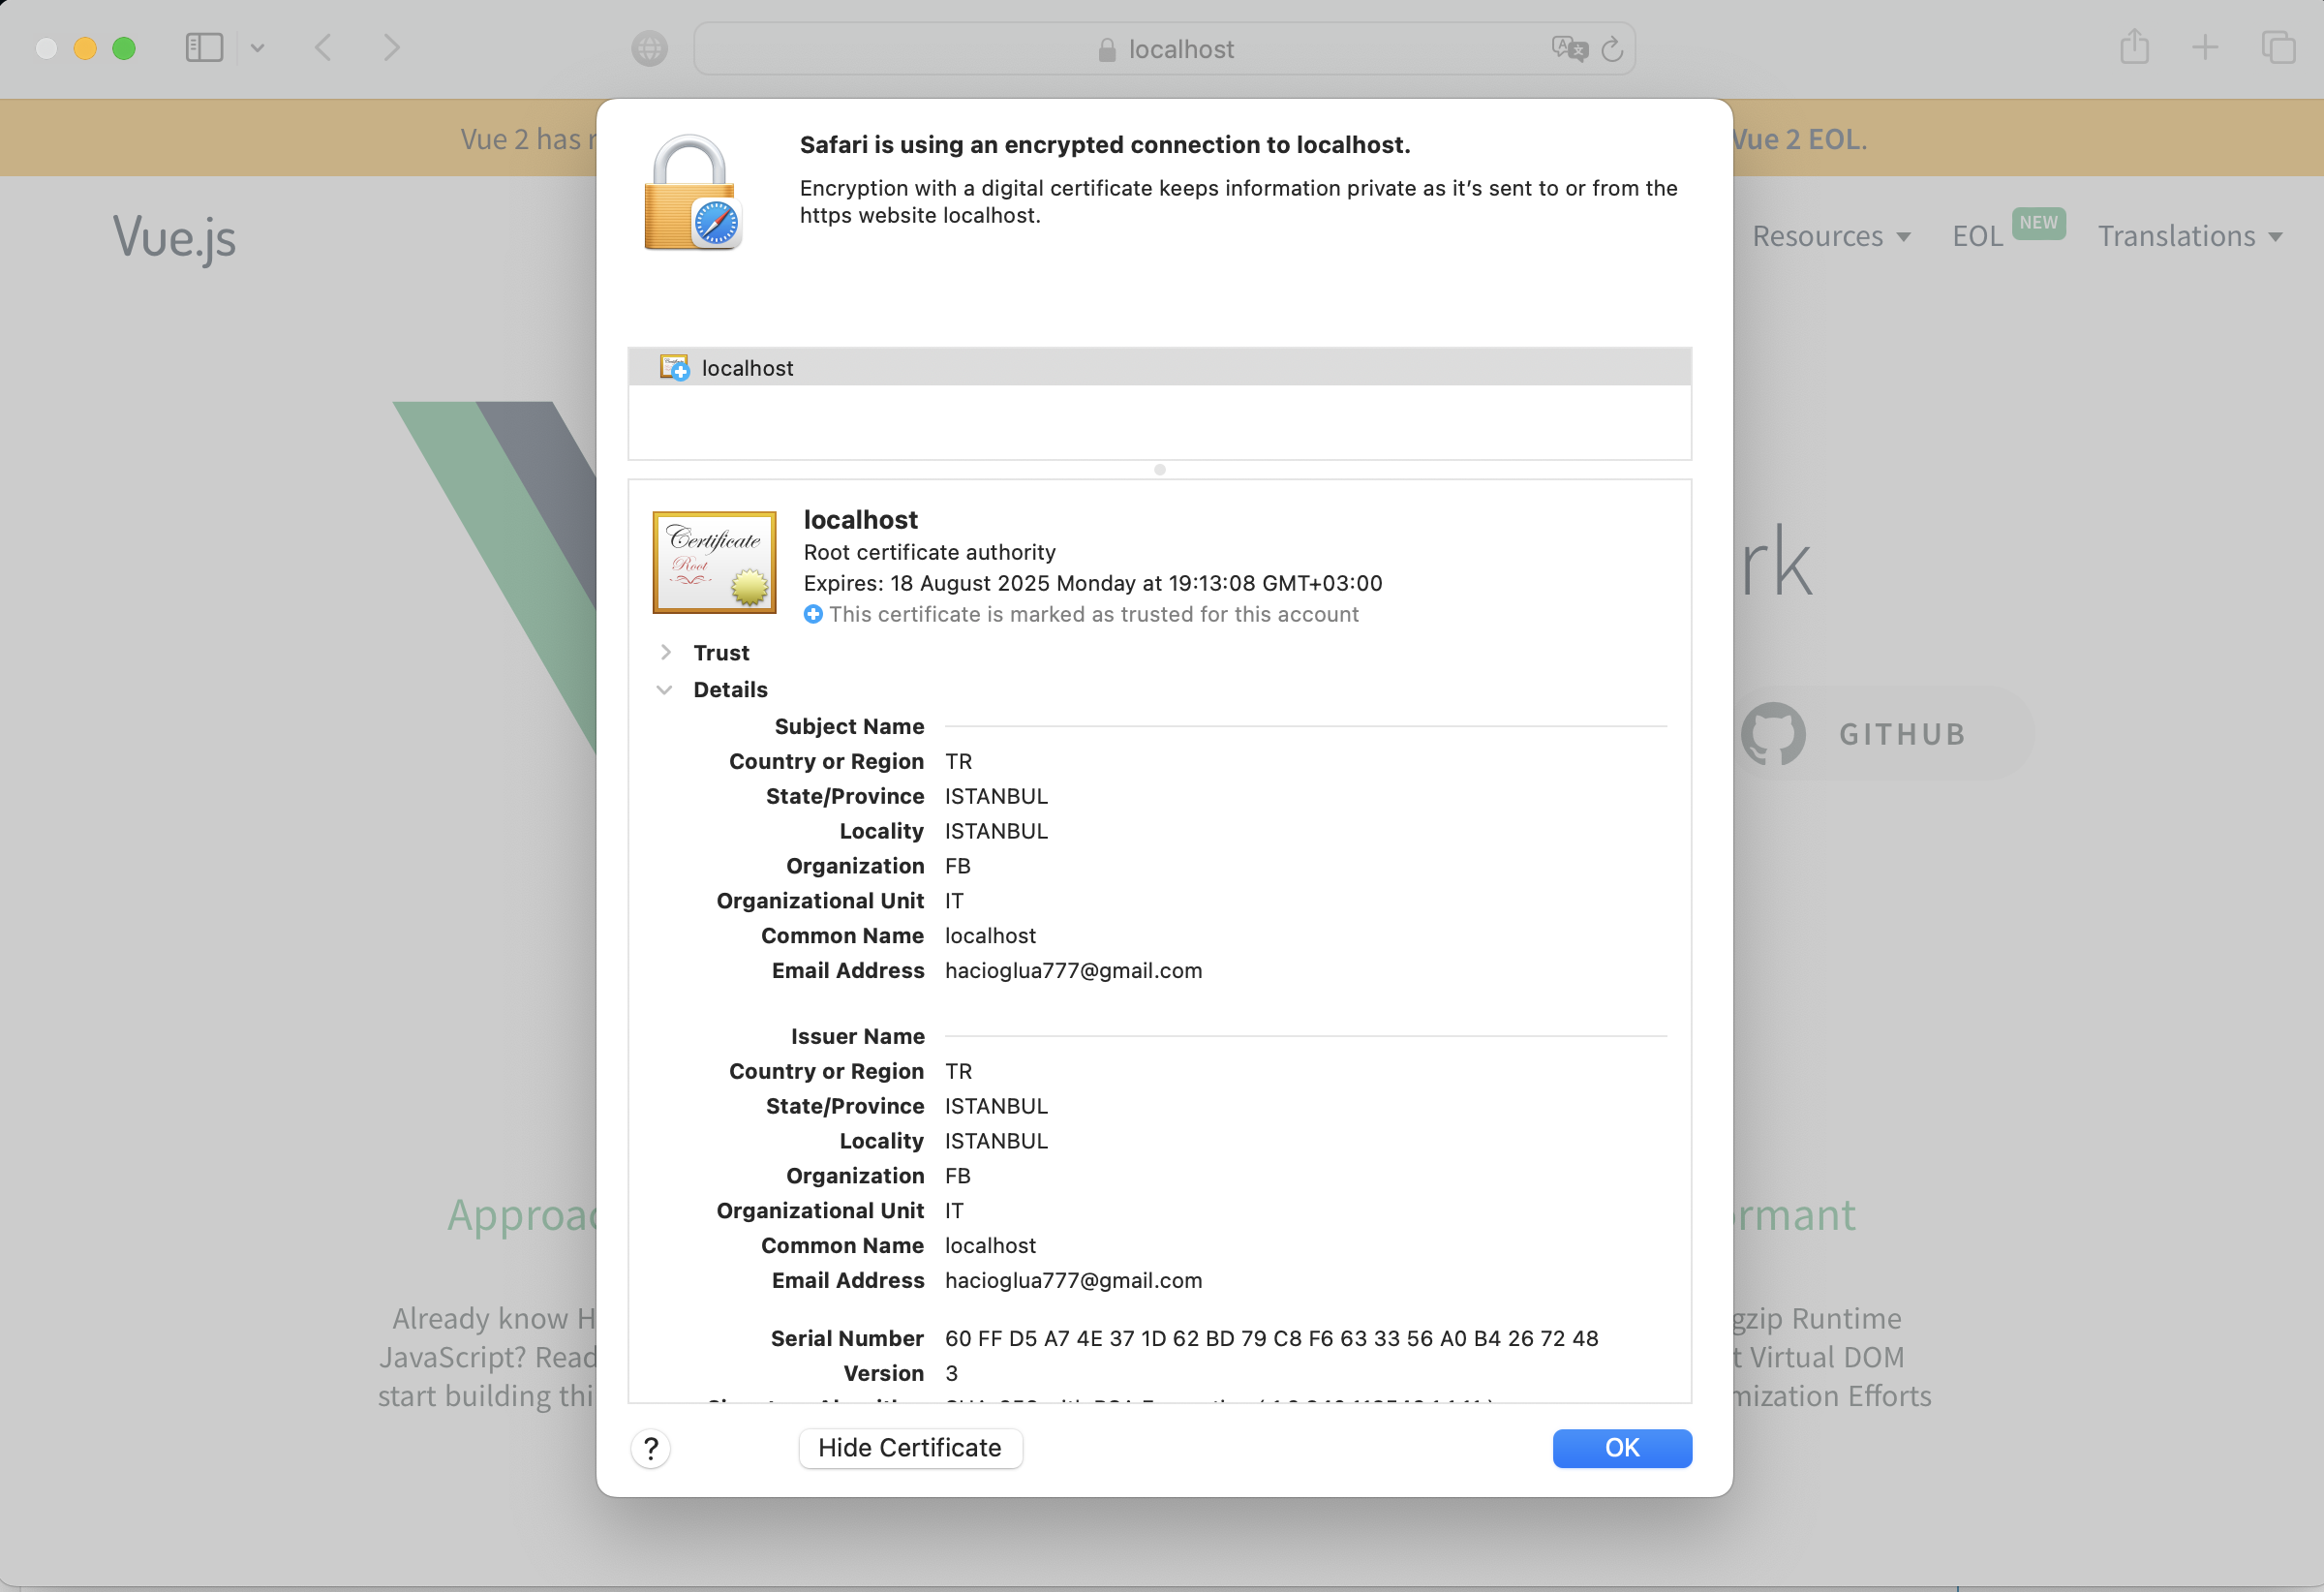 localhost
Vue 2 has
Vue 2 EOL.
Vue.js
Resources
EOL
NEW
Translations
Safari is using an encrypted connection to localhost.
Encryption with a digital certificate keeps information private as it’s sent to or from the
https website localhost.
localhost
Certificate
Root
localhost
Root certificate authority
Expires: 18 August 2025 Monday at 19:13:08 GMT+03:00
This certificate is marked as trusted for this account
Trust
Details
Subject Name
Country or Region TR
State/Province ISTANBUL
Locality ISTANBUL
Organization FB
Organizational Unit IT
Common Name localhost
Email Address hacioglua777@gmail.com
Issuer Name
Country or Region TR
State/Province ISTANBUL
Locality ISTANBUL
Organization FB
Organizational Unit IT
Common Name localhost
Email Address hacioglua777@gmail.com
Serial Number 60 FF D5 A7 4E 37 1D 62 BD 79 C8 F6 63 33 56 A0 B4 26 72 48
Version 3
?
Hide Certificate
OK
rk
GITHUB
Approac
rmant
Already know H
JavaScript? Read
start building thi
gzip Runtime
t Virtual DOM
mization Efforts